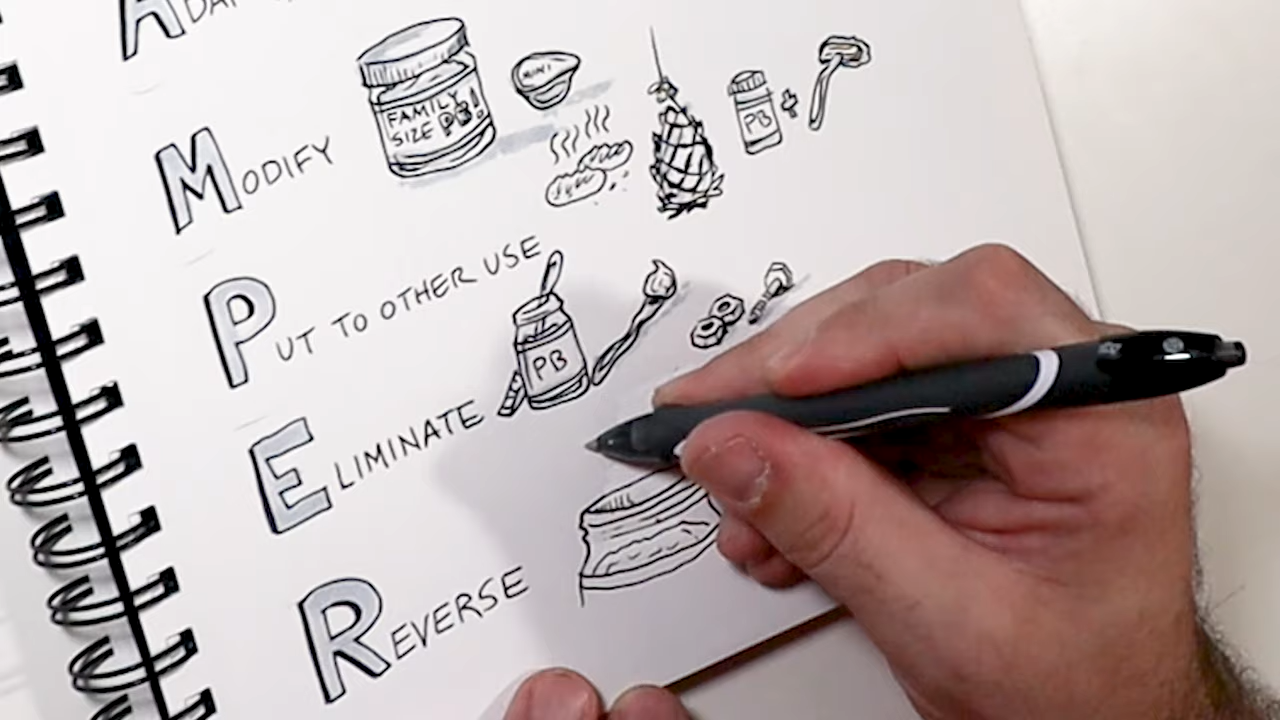 MODIFY
FAMILY
SIZE PB!
MINI
PB
PUT TO OTHER USE
ELIMINATE
PB
REVERSE